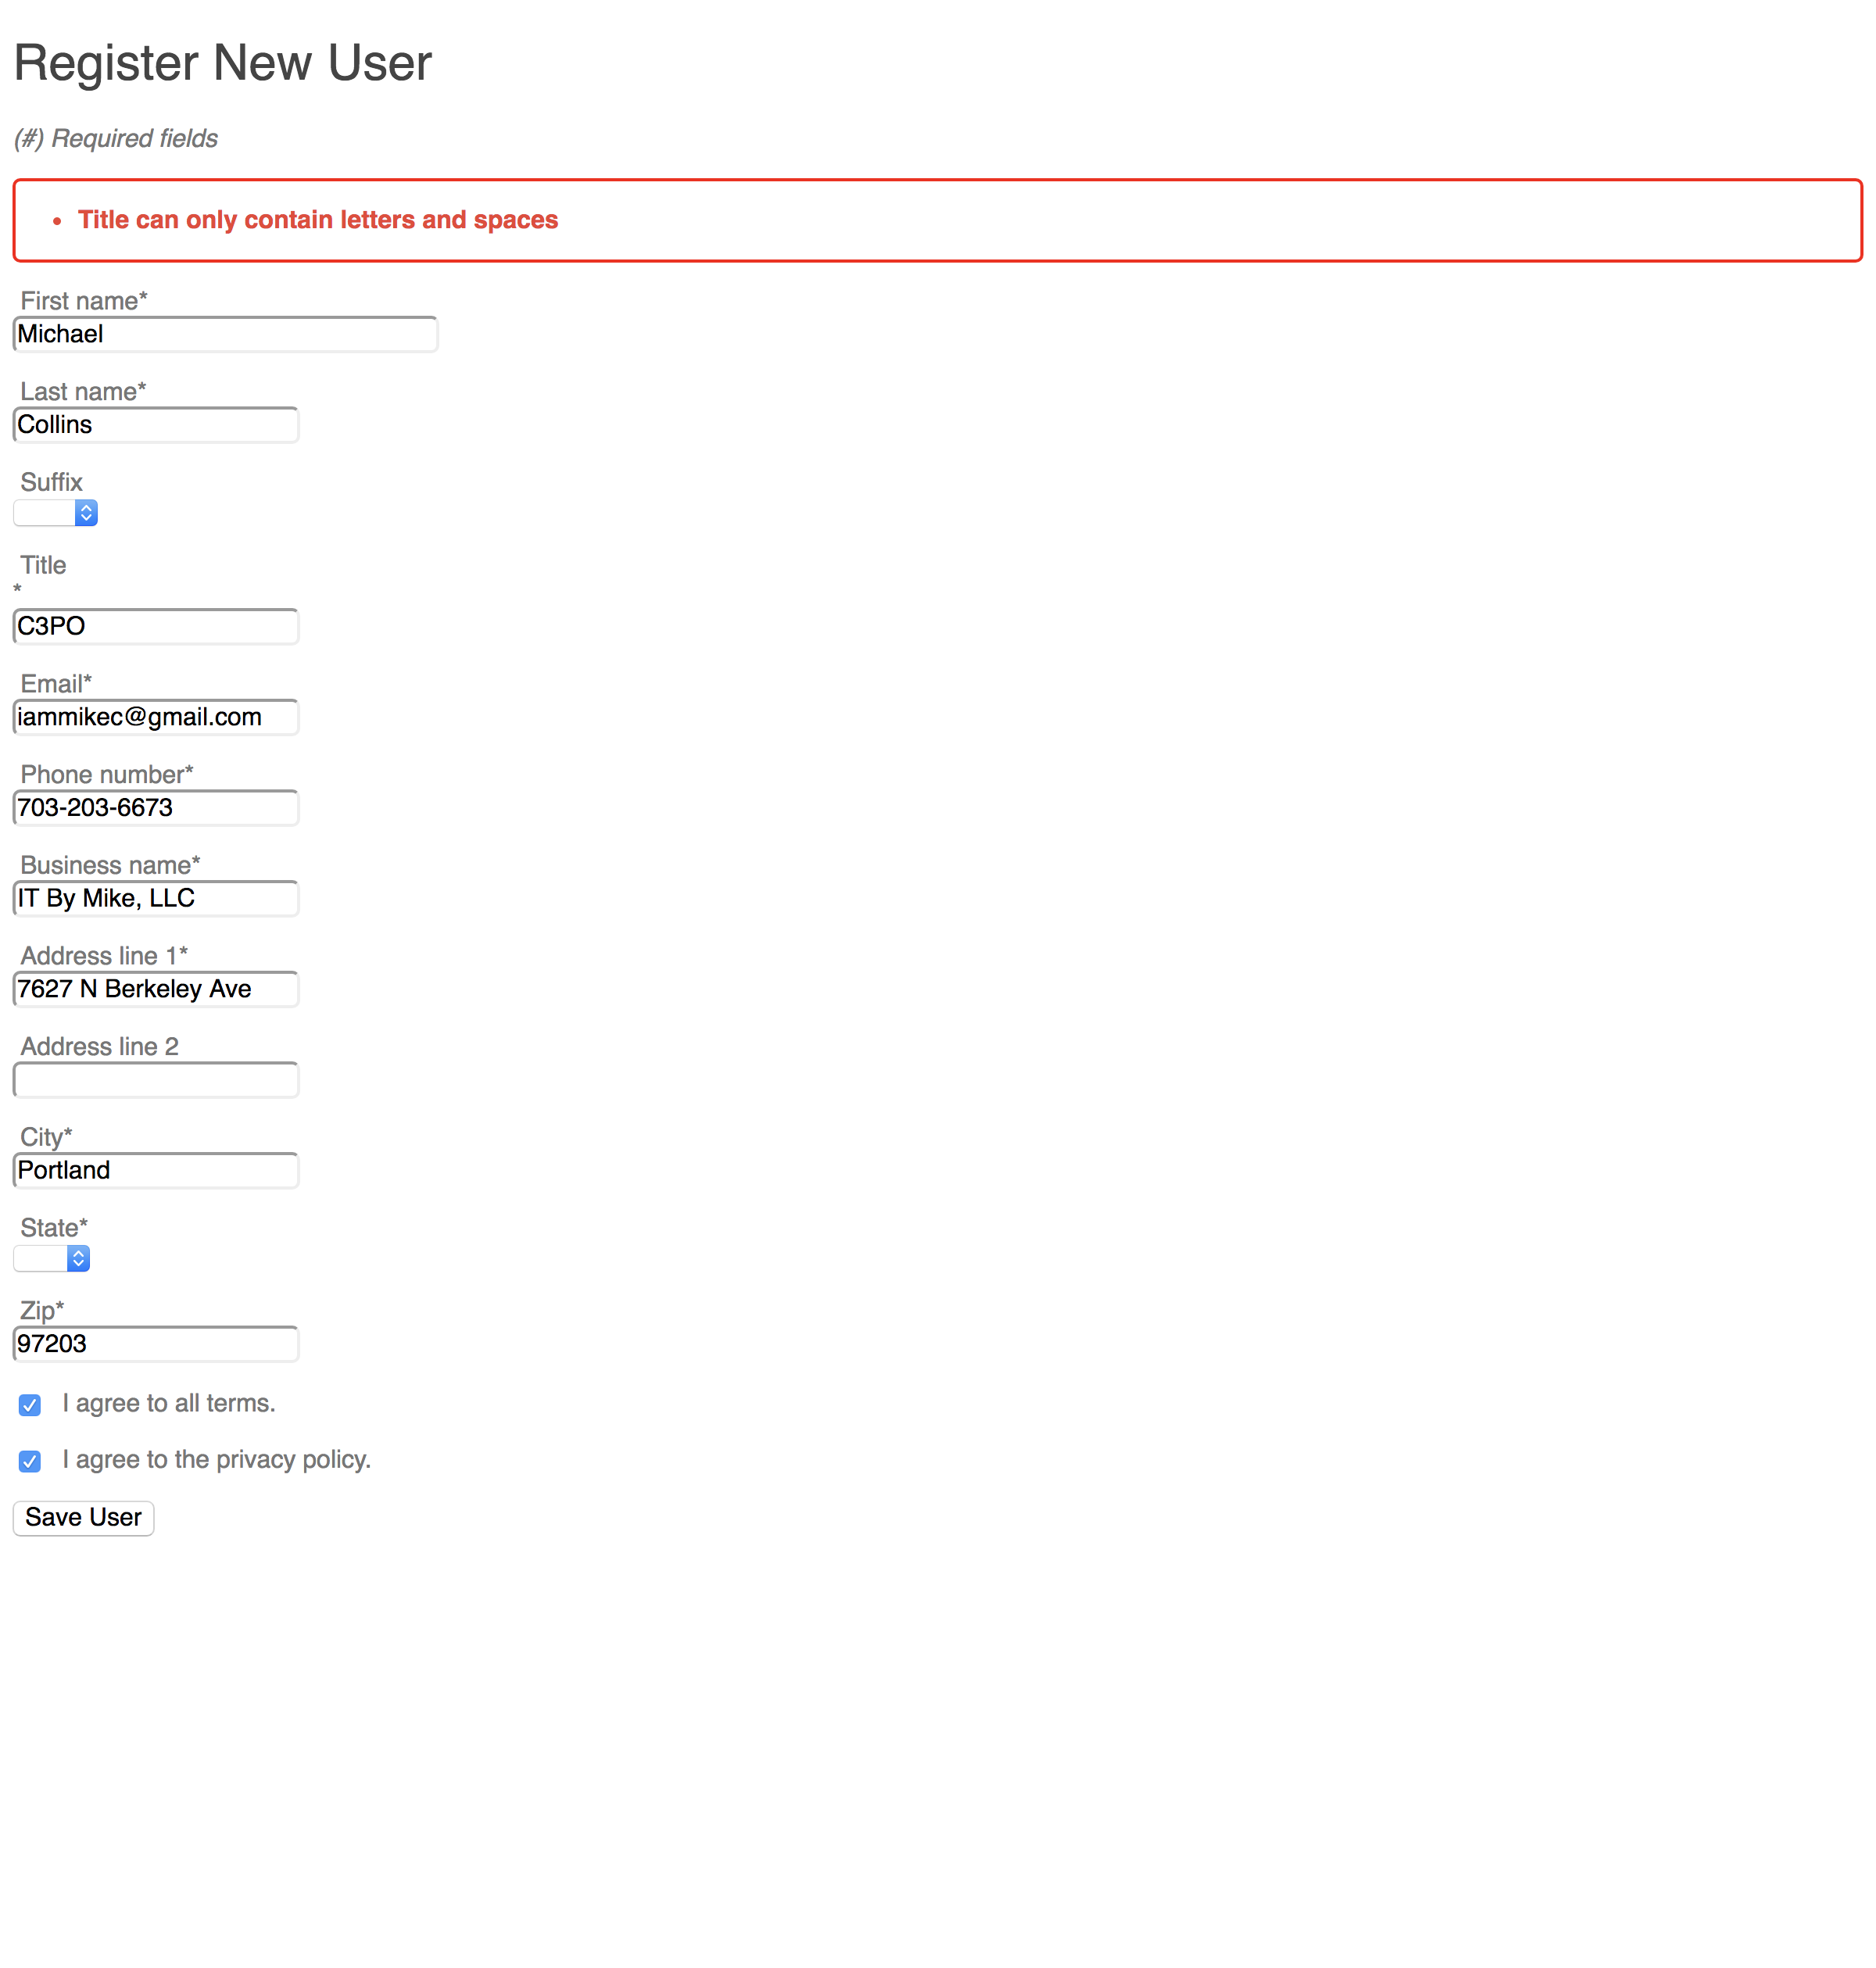 Register New User
(#) Required fields
• Title can only contain letters and spaces
First name*
Michael
Last name*
Collins
Suffix
Title
*
C3PO
Email*
iammikec@gmail.com
Phone number*
703-203-6673
Business name*
IT By Mike, LLC
Address line 1*
7627 N Berkeley Ave
Address line 2
City*
Portland
State*
Zip*
97203
I agree to all terms.
I agree to the privacy policy.
Save User